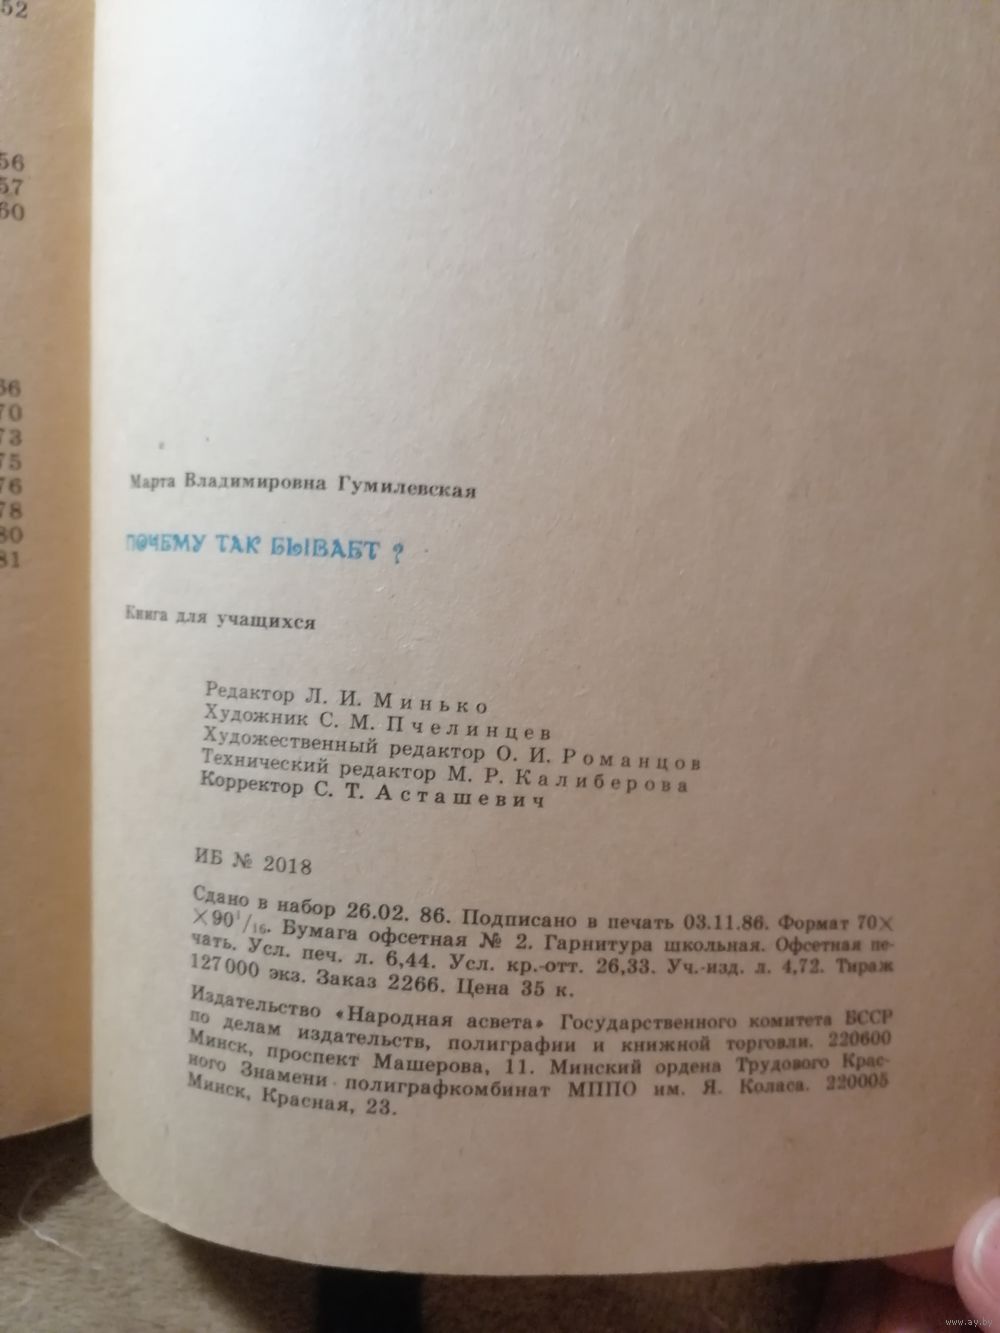 52
56
57
60
66
70
73
75
76
78
80
81
Марта Владимировна Гумилевская
ПОЧЕМУ ТАК БЫВАЕТ ?
Книга для учащихся
Редактор Л. И. Минько
Художник С. М. Пчелинцев
Художественный редактор О. И. Романцов
Технический редактор М. Р. Калиберова
Корректор С. Т. Асташевич
ИБ № 2018
Сдано в набор 26.02. 86. Подписано в печать 03.11.86. Формат 70×
×90¹/₁₆. Бумага офсетная № 2. Гарнитура школьная. Офсетная пе-
чать. Усл. печ. л. 6,44. Усл. кр.-отт. 26,33. Уч.-изд. л. 4,72. Тираж
127 000 экз. Заказ 2266. Цена 35 к.
Издательство «Народная асвета» Государственного комитета БССР
по делам издательств, полиграфии и книжной торговли. 220600
Минск, проспект Машерова, 11. Минский ордена Трудового Крас-
ного Знамени полиграфкомбинат МППО им. Я. Коласа. 220005
Минск, Красная, 23.
www.ay.by